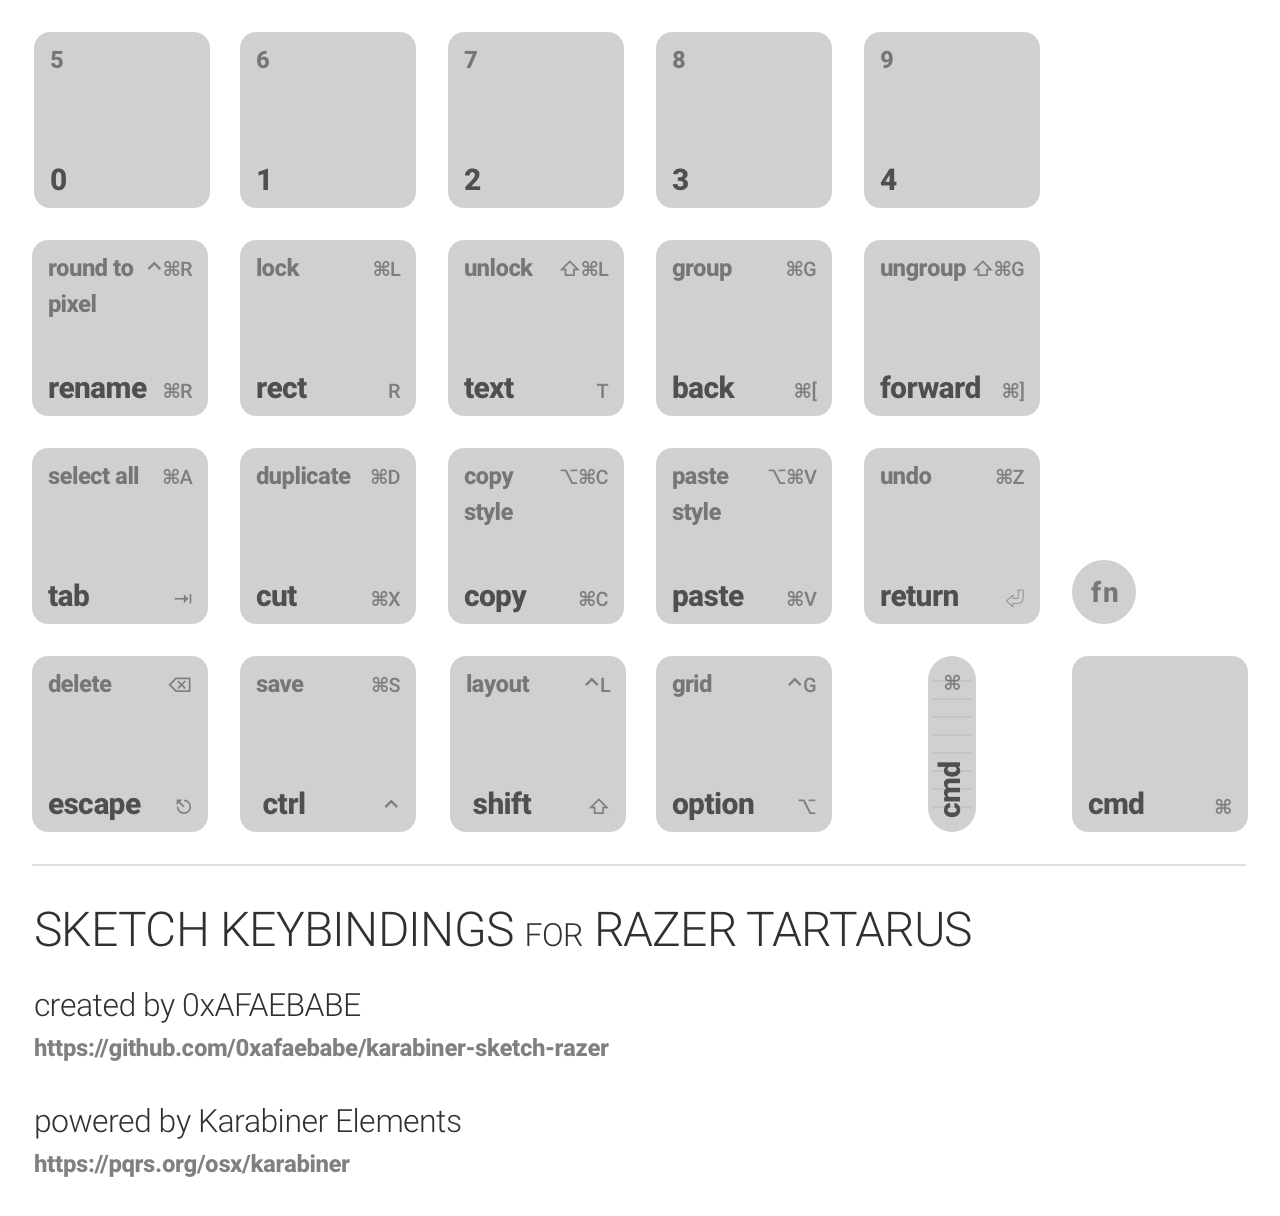 5 6 7 8 9
0 1 2 3 4
round to ^⌘R lock ⌘L unlock ⇧⌘L group ⌘G ungroup ⇧⌘G
pixel
rename ⌘R rect R text T back ⌘[ forward ⌘]
select all ⌘A duplicate ⌘D copy ⌥⌘C paste ⌥⌘V undo ⌘Z
style style
fn
tab ⇥ cut ⌘X copy ⌘C paste ⌘V return ⏎
delete ⌫ save ⌘S layout ^L grid ^G ⌘
escape ⎋ ctrl ^ shift ⇧ option ⌥ cmd cmd ⌘
SKETCH KEYBINDINGS FOR RAZER TARTARUS
created by 0xAFAEBABE
https://github.com/0xafaebabe/karabiner-sketch-razer
powered by Karabiner Elements
https://pqrs.org/osx/karabiner